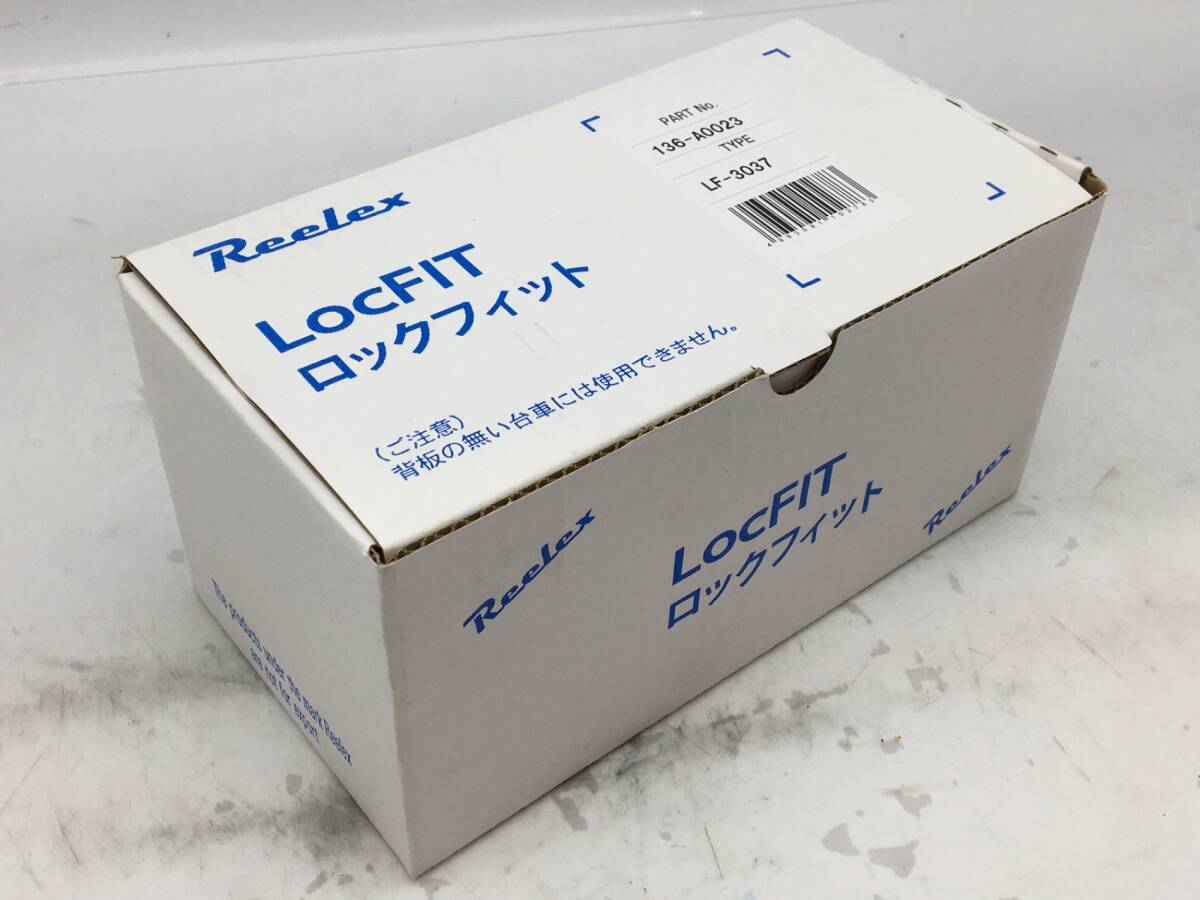 PART No.
136-A0023
TYPE
LF-3037
Reelex
LOCFIT
ロックフィット
(ご注意)
背板の無い台車には使用できません。
Reelex
LOCFIT
ロックフィット
Reelex
The products under the mark Reelex
are not for export